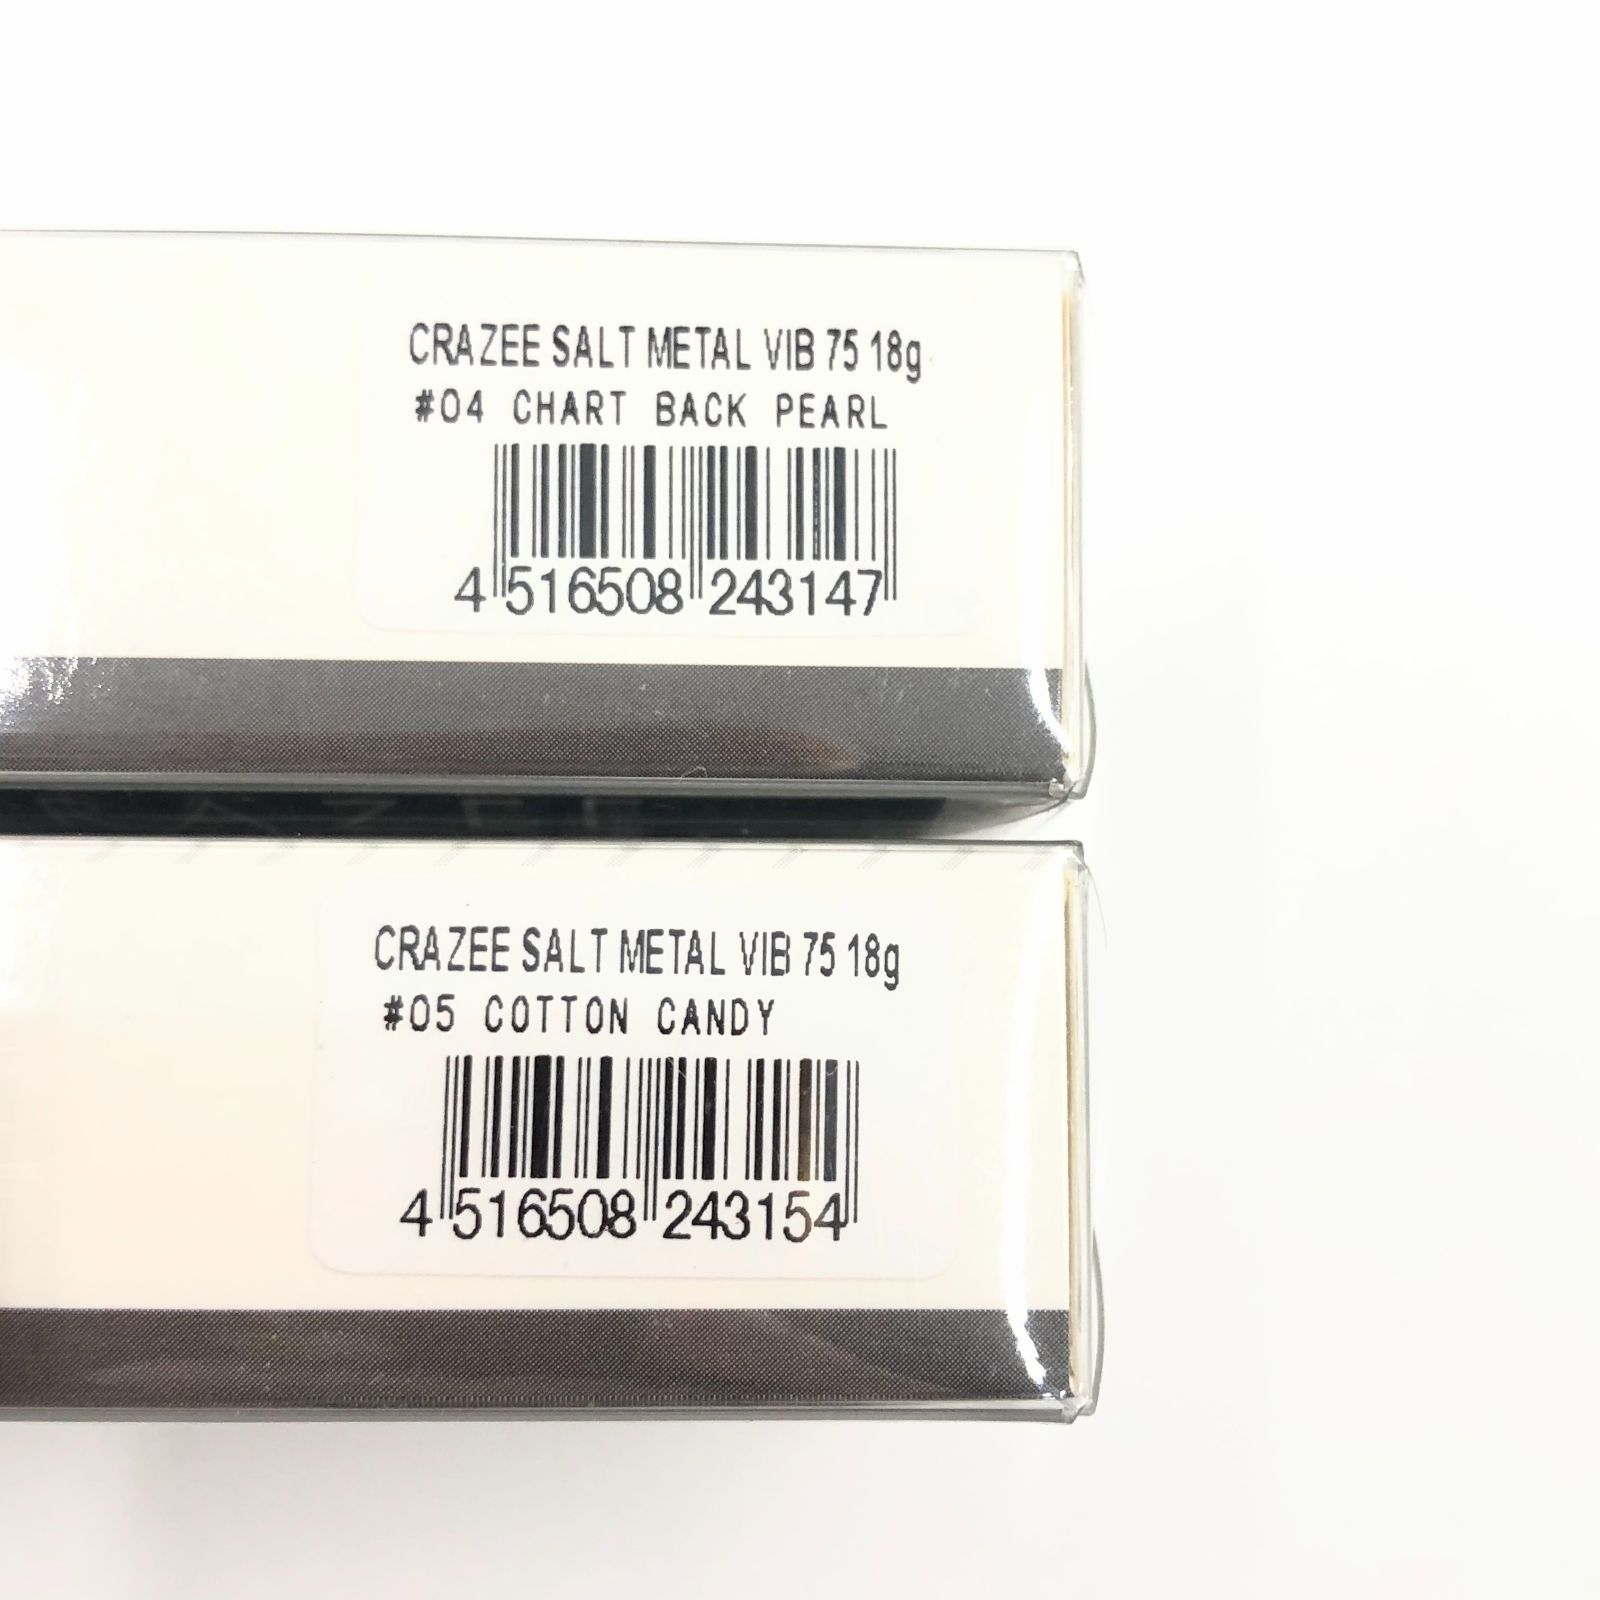 CRAZEE SALT METAL VIB 75 18g
#04 CHART BACK PEARL
4 516508 243147
CRAZEE SALT METAL VIB 75 18g
#05 COTTON CANDY
4 516508 243154